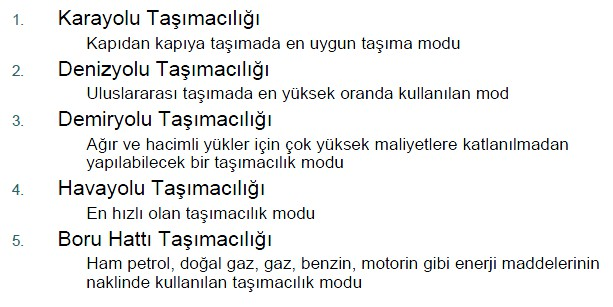 1. Karayolu Taşımacılığı
Kapıdan kapıya taşımada en uygun taşıma modu
2. Denizyolu Taşımacılığı
Uluslararası taşımada en yüksek oranda kullanılan mod
3. Demiryolu Taşımacılığı
Ağır ve hacimli yükler için çok yüksek maliyetlere katlanılmadan
yapılabilecek bir taşımacılık modu
4. Havayolu Taşımacılığı
En hızlı olan taşımacılık modu
5. Boru Hattı Taşımacılığı
Ham petrol, doğal gaz, gaz, benzin, motorin gibi enerji maddelerinin
naklinde kullanılan taşımacılık modu